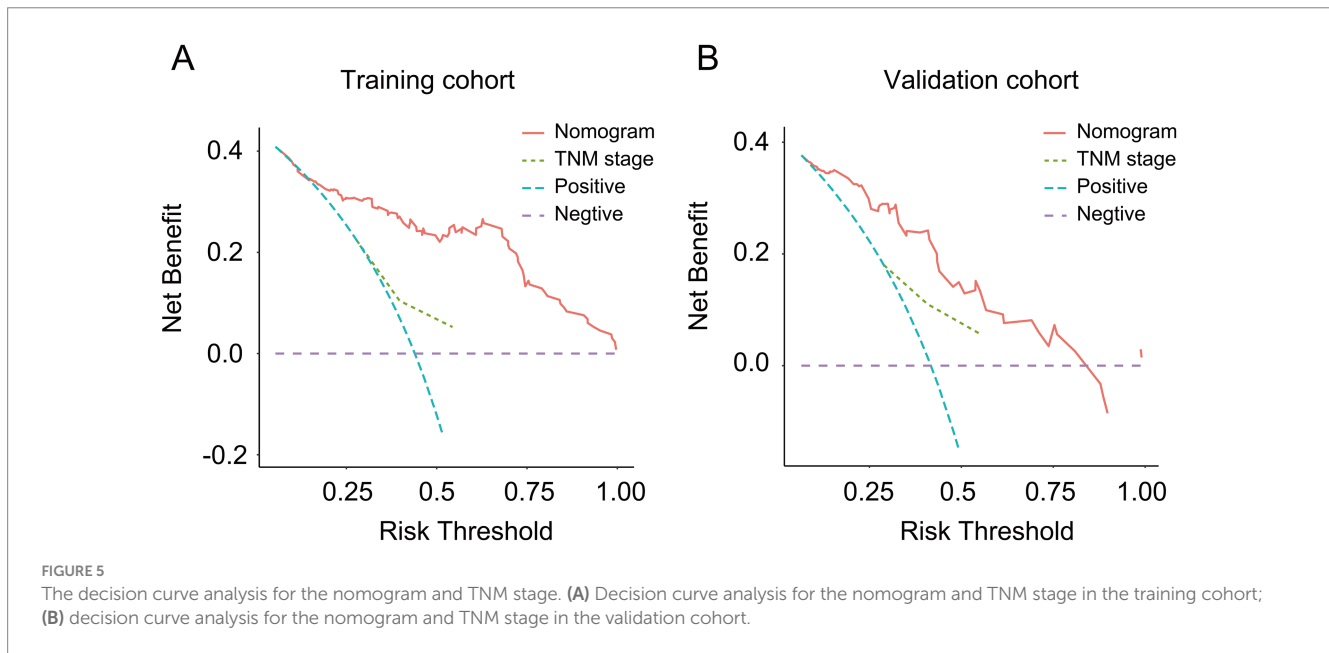 A
Training cohort
Nomogram
TNM stage
Positive
Negtive
Net Benefit
0.4
0.2
0.0
-0.2
0.25 0.5 0.75 1.00
Risk Threshold
B
Validation cohort
Nomogram
TNM stage
Positive
Negtive
Net Benefit
0.4
0.2
0.0
0.25 0.5 0.75 1.00
Risk Threshold
FIGURE 5
The decision curve analysis for the nomogram and TNM stage. (A) Decision curve analysis for the nomogram and TNM stage in the training cohort;
(B) decision curve analysis for the nomogram and TNM stage in the validation cohort.